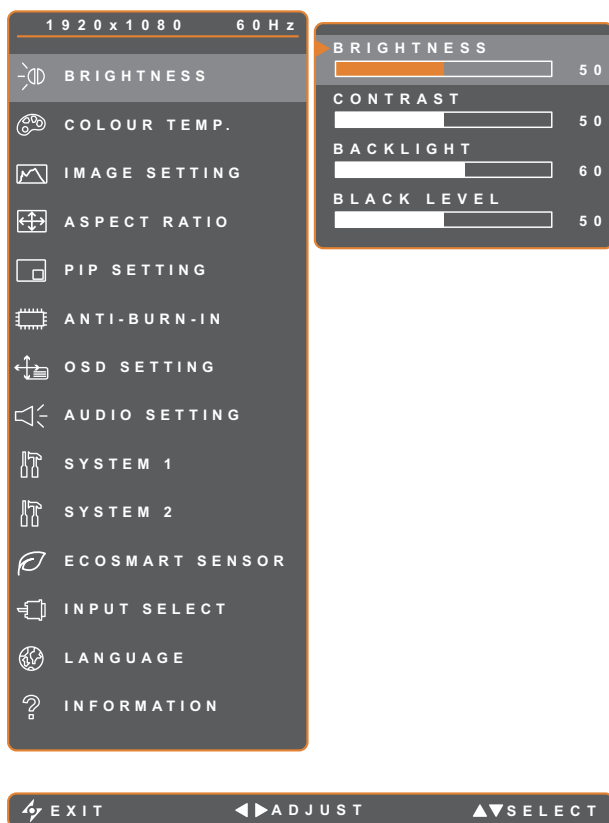 1920x1080 60Hz
BRIGHTNESS
COLOUR TEMP.
IMAGE SETTING
ASPECT RATIO
PIP SETTING
ANTI-BURN-IN
OSD SETTING
AUDIO SETTING
SYSTEM 1
SYSTEM 2
ECOSMART SENSOR
INPUT SELECT
LANGUAGE
INFORMATION
BRIGHTNESS
50
CONTRAST
50
BACKLIGHT
60
BLACK LEVEL
50
EXIT ADJUST SELECT